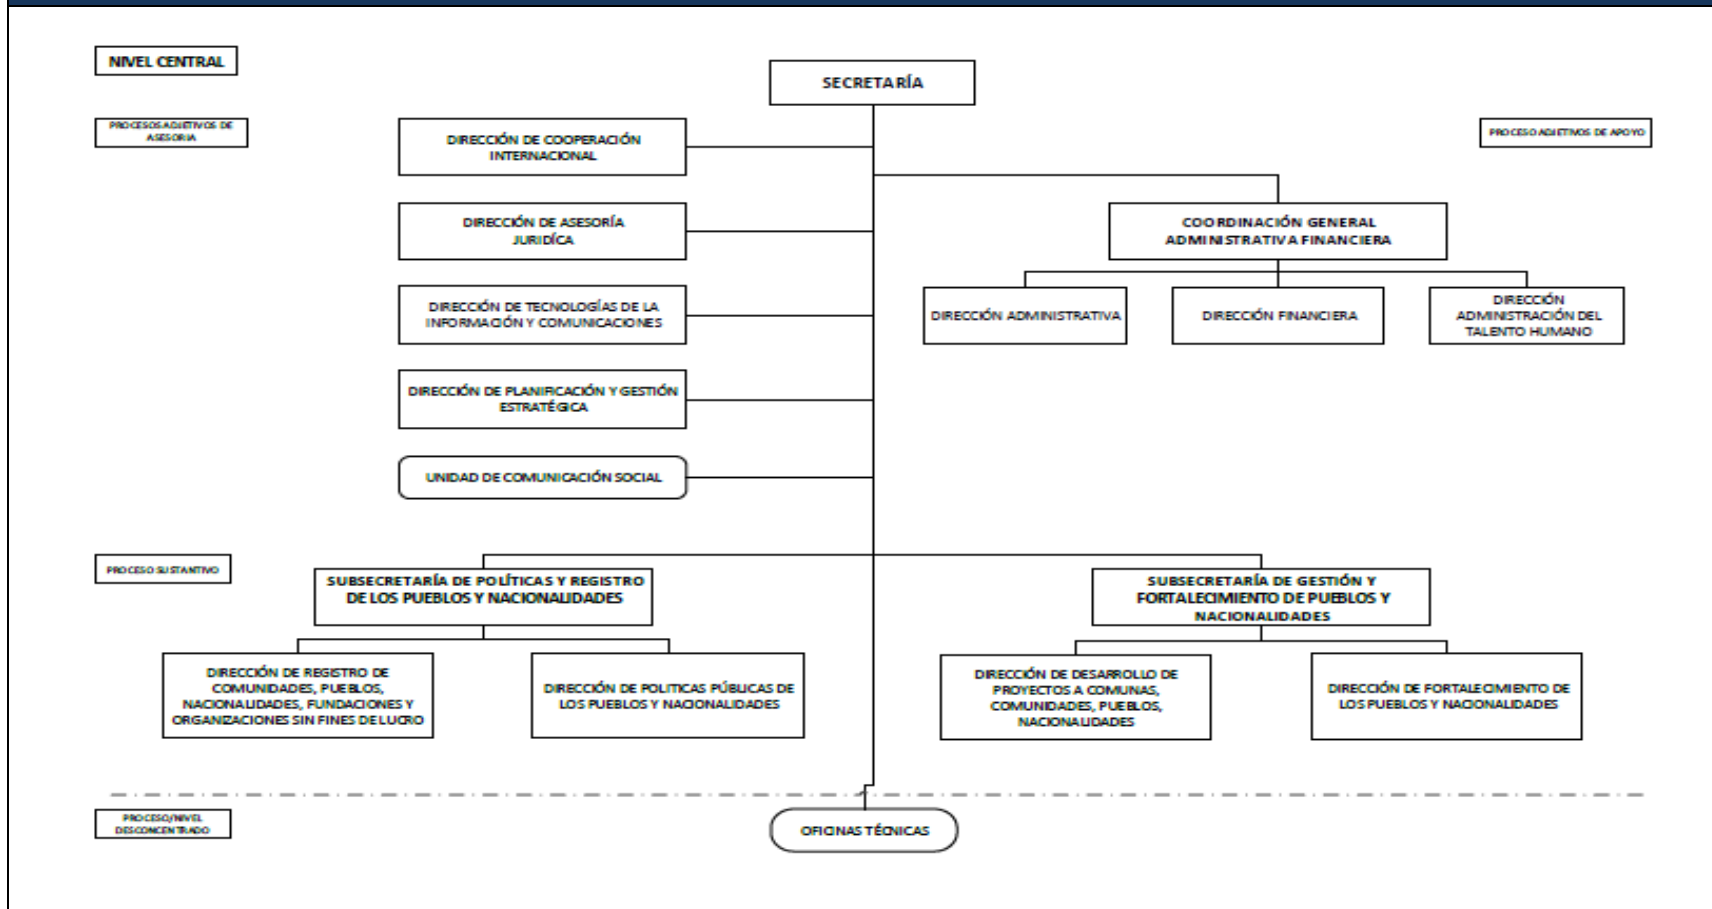 NIVEL CENTRAL
SECRETARÍA
PROCESOS ADJETIVOS DE
ASESORIA
DIRECCIÓN DE COOPERACIÓN
INTERNACIONAL
PROCESO ADJETIVOS DE APOYO
DIRECCIÓN DE ASESORÍA
JURIDÍCA
COORDINACIÓN GENERAL
ADMINISTRATIVA FINANCIERA
DIRECCIÓN DE TECNOLOGÍAS DE LA
INFORMACIÓN Y COMUNICACIONES
DIRECCIÓN ADMINISTRATIVA
DIRECCIÓN FINANCIERA
DIRECCIÓN
ADMINISTRACIÓN DEL
TALENTO HUMANO
DIRECCIÓN DE PLANIFICACIÓN Y GESTIÓN
ESTRATÉGICA
UNIDAD DE COMUNICACIÓN SOCIAL
PROCESO SUSTANTIVO
SUBSECRETARÍA DE POLÍTICAS Y REGISTRO
DE LOS PUEBLOS Y NACIONALIDADES
SUBSECRETARÍA DE GESTIÓN Y
FORTALECIMIENTO DE PUEBLOS Y
NACIONALIDADES
DIRECCIÓN DE REGISTRO DE
COMUNIDADES, PUEBLOS,
NACIONALIDADES, FUNDACIONES Y
ORGANIZACIONES SIN FINES DE LUCRO
DIRECCIÓN DE POLITICAS PÚBLICAS DE
LOS PUEBLOS Y NACIONALIDADES
DIRECCIÓN DE DESARROLLO DE
PROYECTOS A COMUNAS,
COMUNIDADES, PUEBLOS,
NACIONALIDADES
DIRECCIÓN DE FORTALECIMIENTO DE
LOS PUEBLOS Y NACIONALIDADES
PROCESO/NIVEL
DESCONCENTRADO
OFICINAS TÉCNICAS